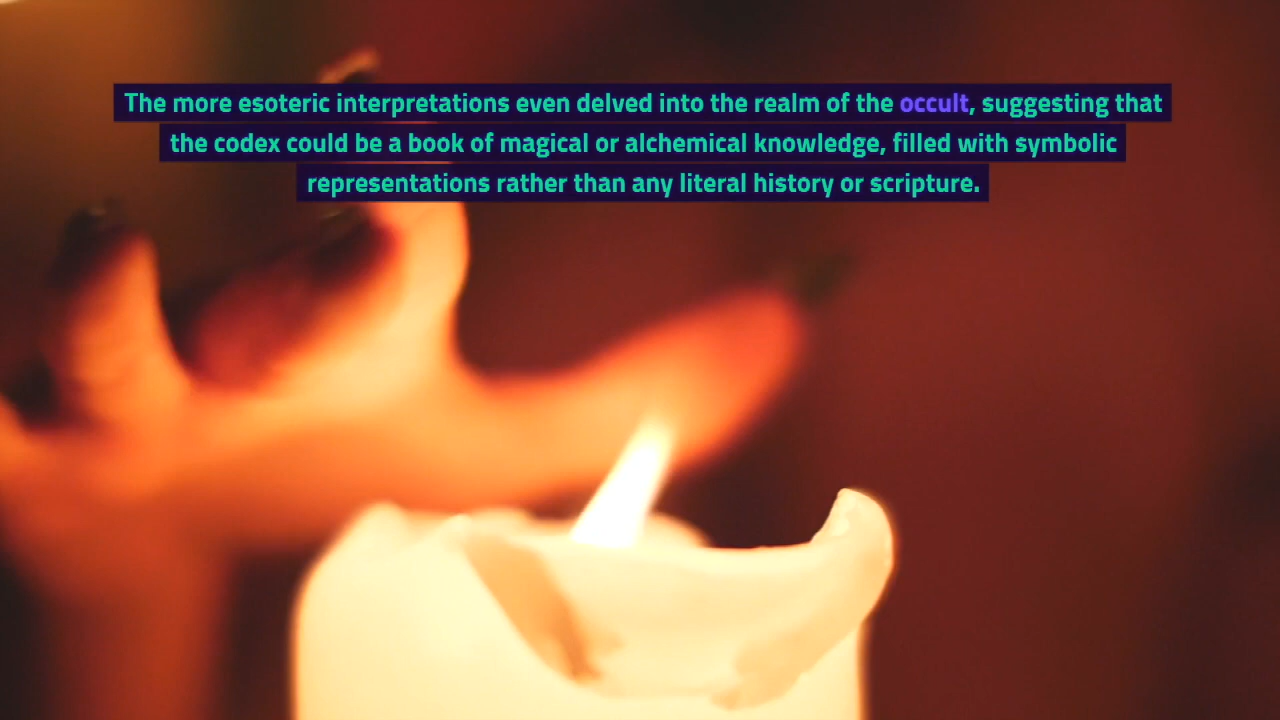 The more esoteric interpretations even delved into the realm of the occult, suggesting that
the codex could be a book of magical or alchemical knowledge, filled with symbolic
representations rather than any literal history or scripture.